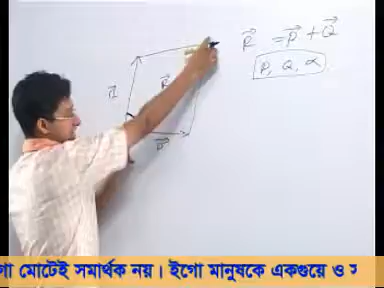 R⃗ = P⃗ + Q⃗
P, Q, α
R⃗
P⃗
মোটেই সমার্থক নয়। ইগো মানুষকে একগুয়ে ও